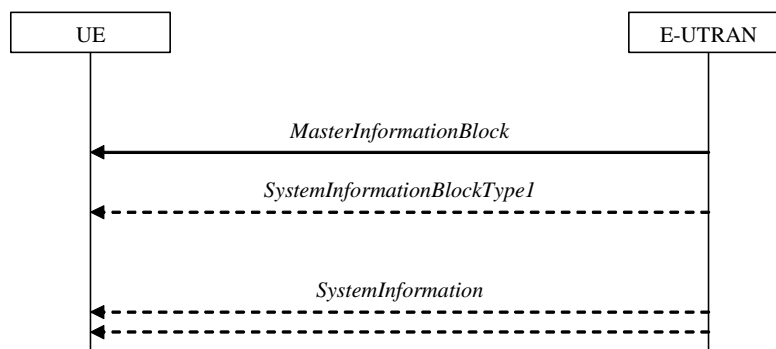 UE
E-UTRAN
MasterInformationBlock
SystemInformationBlockType1
SystemInformation